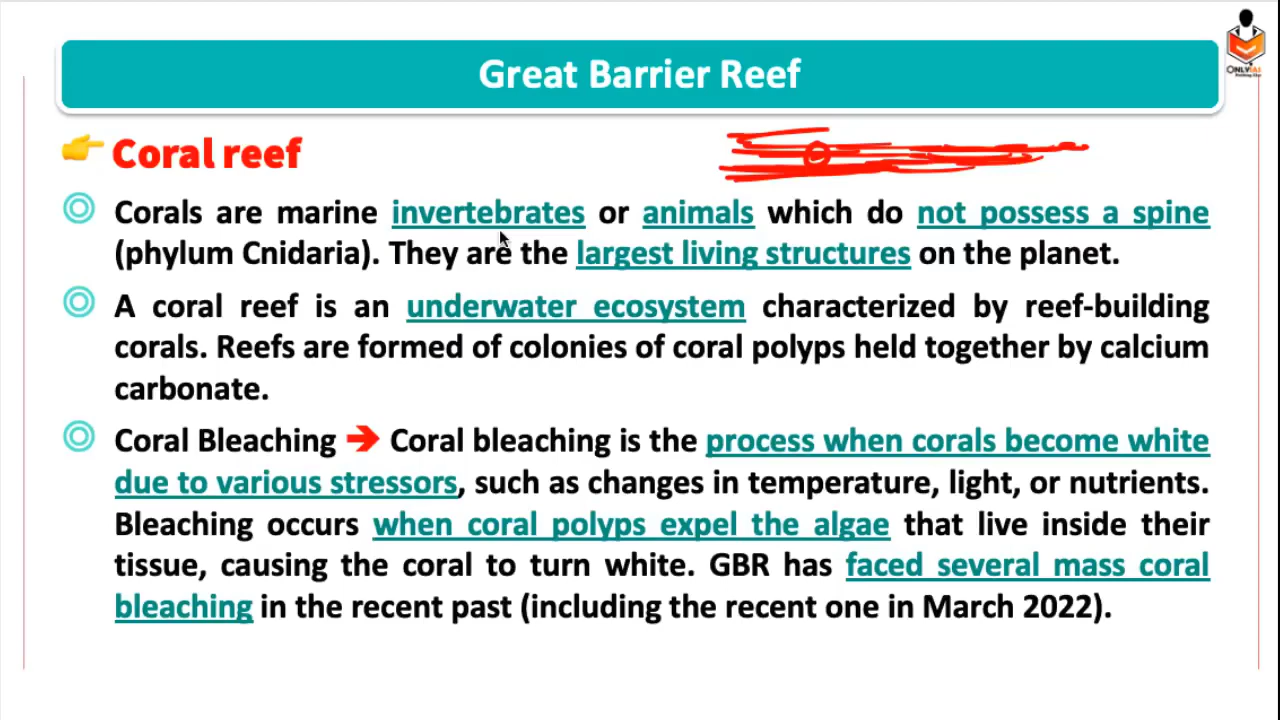 Great Barrier Reef
ONLYIAS
Coral reef
Corals are marine invertebrates or animals which do not possess a spine
(phylum Cnidaria). They are the largest living structures on the planet.
A coral reef is an underwater ecosystem characterized by reef-building
corals. Reefs are formed of colonies of coral polyps held together by calcium
carbonate.
Coral Bleaching ➔ Coral bleaching is the process when corals become white
due to various stressors, such as changes in temperature, light, or nutrients.
Bleaching occurs when coral polyps expel the algae that live inside their
tissue, causing the coral to turn white. GBR has faced several mass coral
bleaching in the recent past (including the recent one in March 2022).